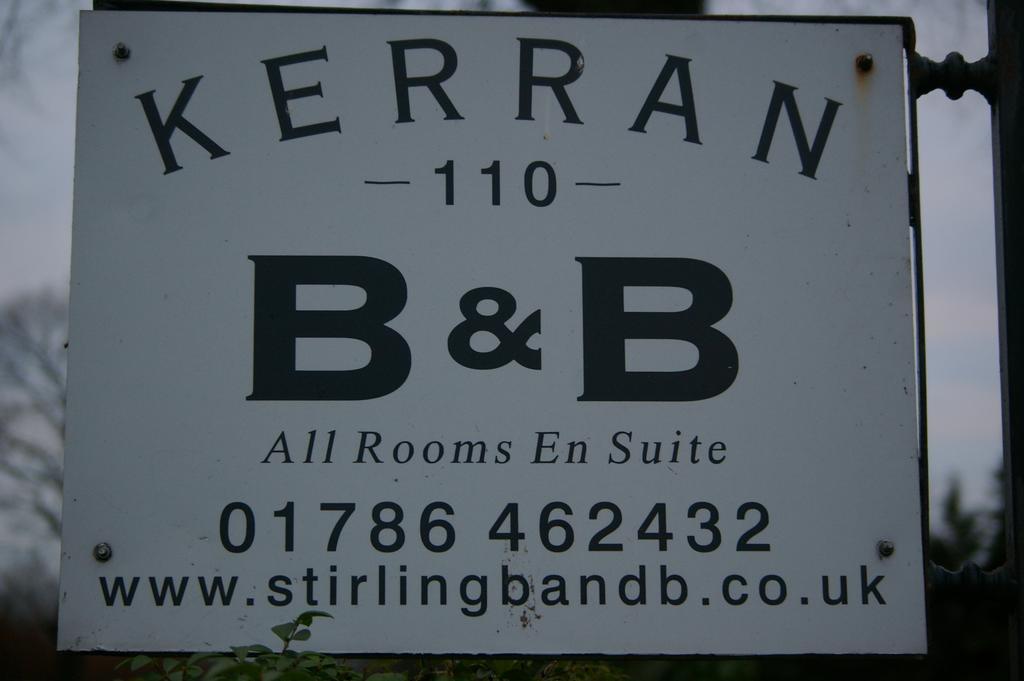 KERRAN
- 110 -
B & B
All Rooms En Suite
01786 462432
www.stirlingbandb.co.uk